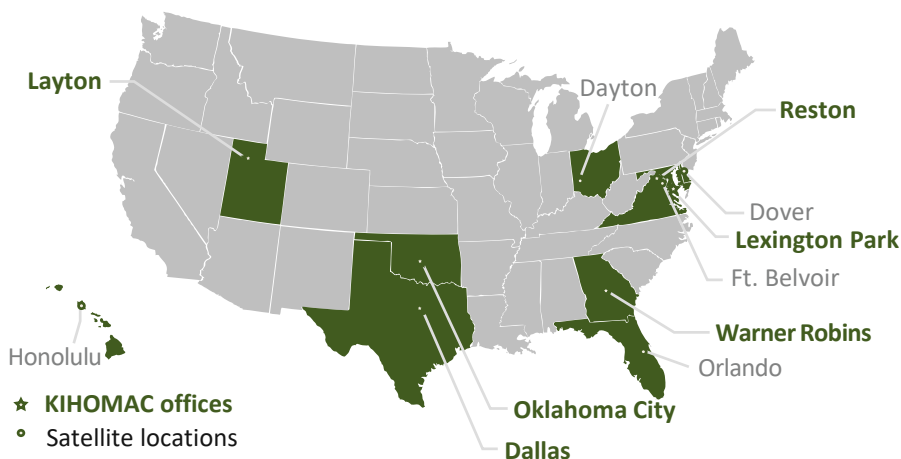 Layton
Dayton
Reston
Dover
Lexington Park
Ft. Belvoir
Warner Robins
Orlando
Honolulu
KIHOMAC offices
Oklahoma City
Satellite locations
Dallas